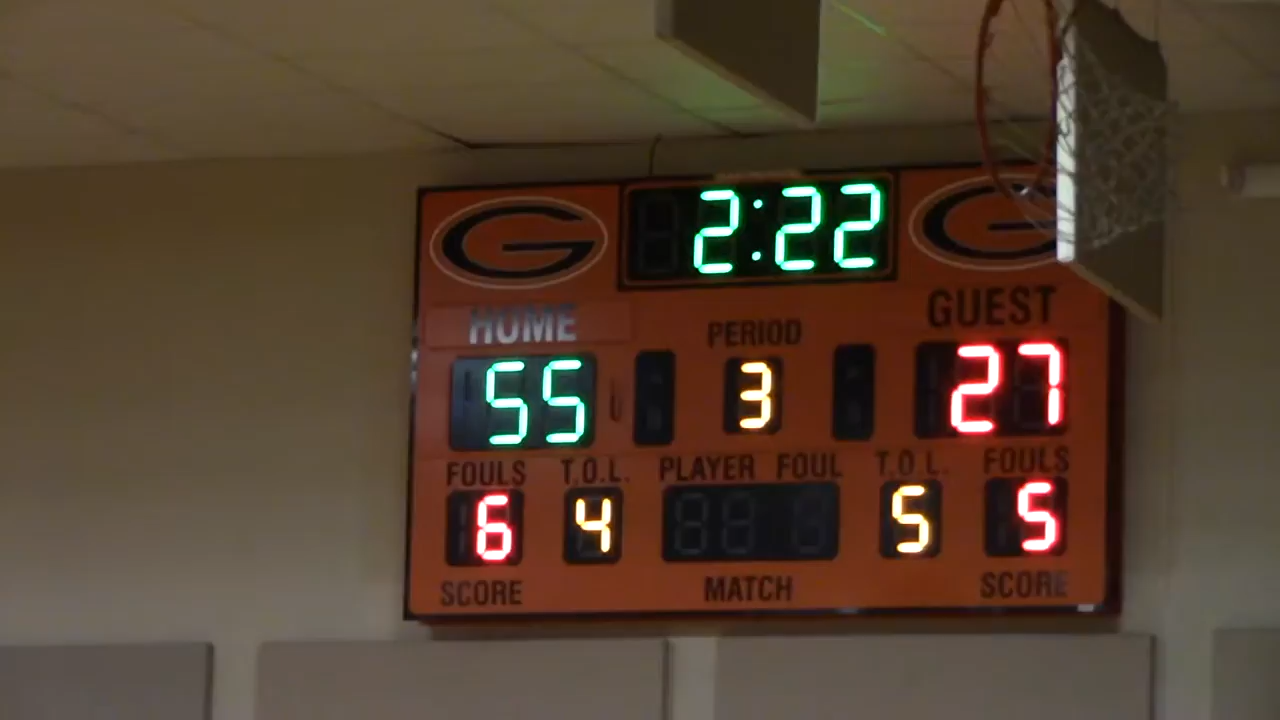 G 2:22 G
HOME PERIOD GUEST
55 3 27
FOULS T.O.L. PLAYER FOUL T.O.L. FOULS
6 4 5 5
SCORE MATCH SCORE